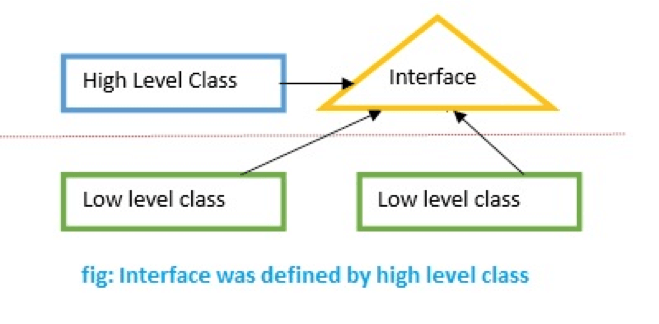 High Level Class
Interface
Low level class
Low level class
fig: Interface was defined by high level class